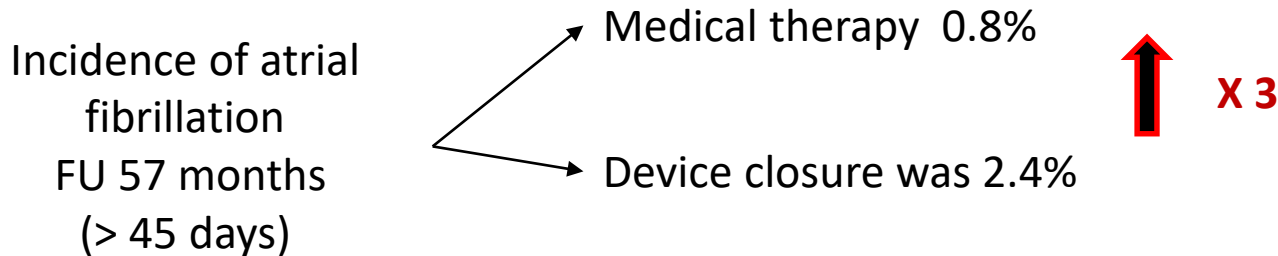 Incidence of atrial
fibrillation
FU 57 months
(> 45 days)
Medical therapy 0.8%
Device closure was 2.4%
X 3